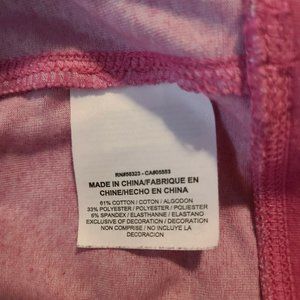 RN#56323 - CA#05553
MADE IN CHINA/FABRIQUE EN
CHINE/HECHO EN CHINA
61% COTTON / COTON / ALGODON
33% POLYESTER / POLYESTER / POLIESTER
6% SPANDEX / ELASTHANNE / ELASTANO
EXCLUSIVE OF DECORATION / DECORATION
NON COMPRISE / NO INCLUYE LA
DECORACION